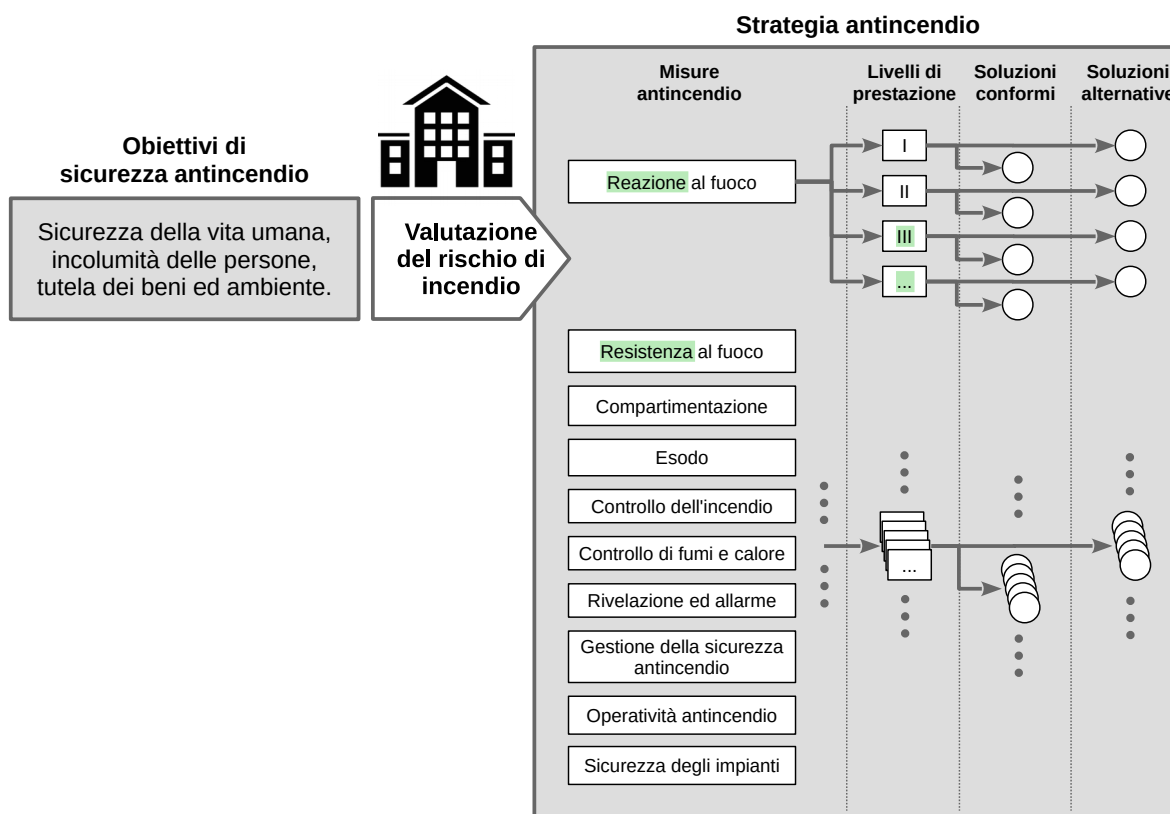 Strategia antincendio
Misure
antincendio
Livelli di
prestazione
Soluzioni
conformi
Soluzioni
alternative
Obiettivi di
sicurezza antincendio
Sicurezza della vita umana,
incolumità delle persone,
tutela dei beni ed ambiente.
Valutazione
del rischio di
incendio
Reazione al fuoco
I
II
III
...
Resistenza al fuoco
Compartimentazione
Esodo
Controllo dell'incendio
Controllo di fumi e calore
...
Rivelazione ed allarme
Gestione della sicurezza
antincendio
Operatività antincendio
Sicurezza degli impianti